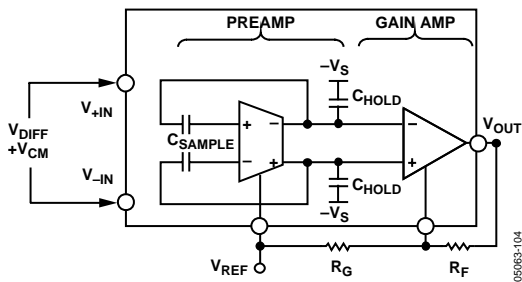 PREAMP
GAIN AMP
–VS
V+IN
CHOLD
VDIFF
+VCM
CSAMPLE
+
–
–
+
–
+
VOUT
V–IN
CHOLD
–VS
VREF
RG
RF
05063-104